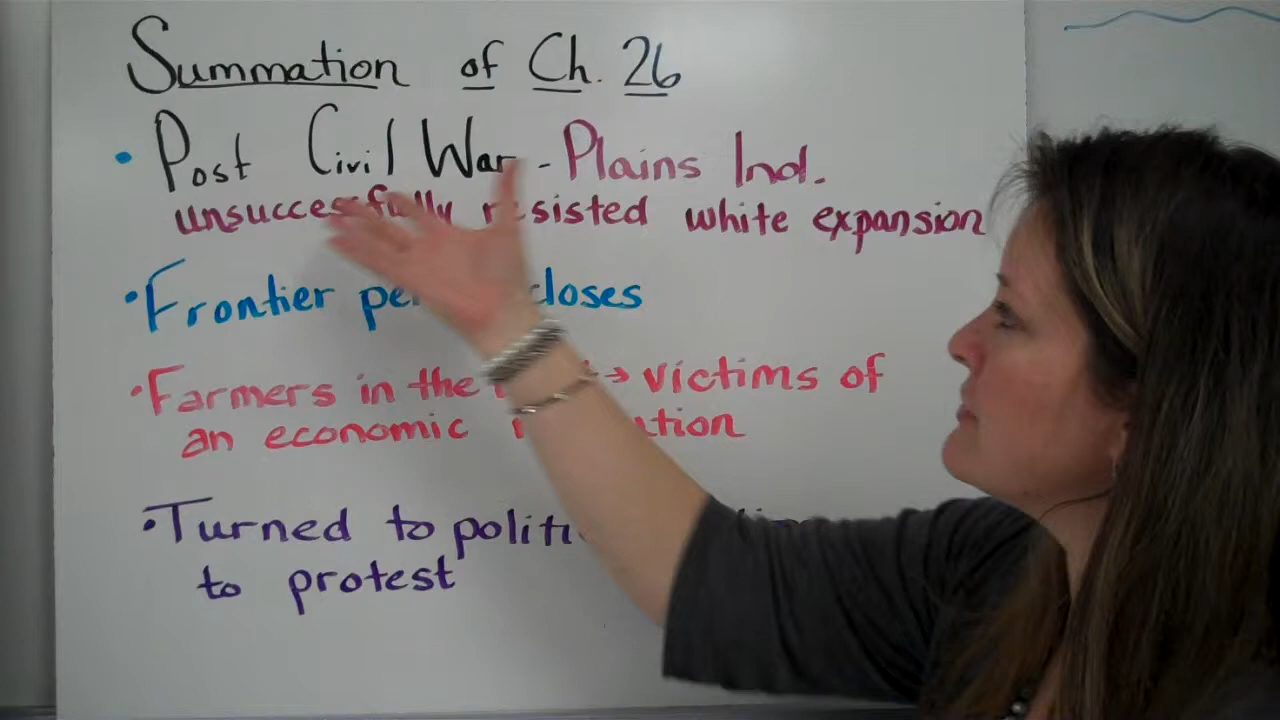 Summation of Ch. 26
• Post Civil War - Plains Ind.
unsuccessfully resisted white expansion
• Frontier closes
• Farmers in the → victims of
an economic
• Turned to
to protest